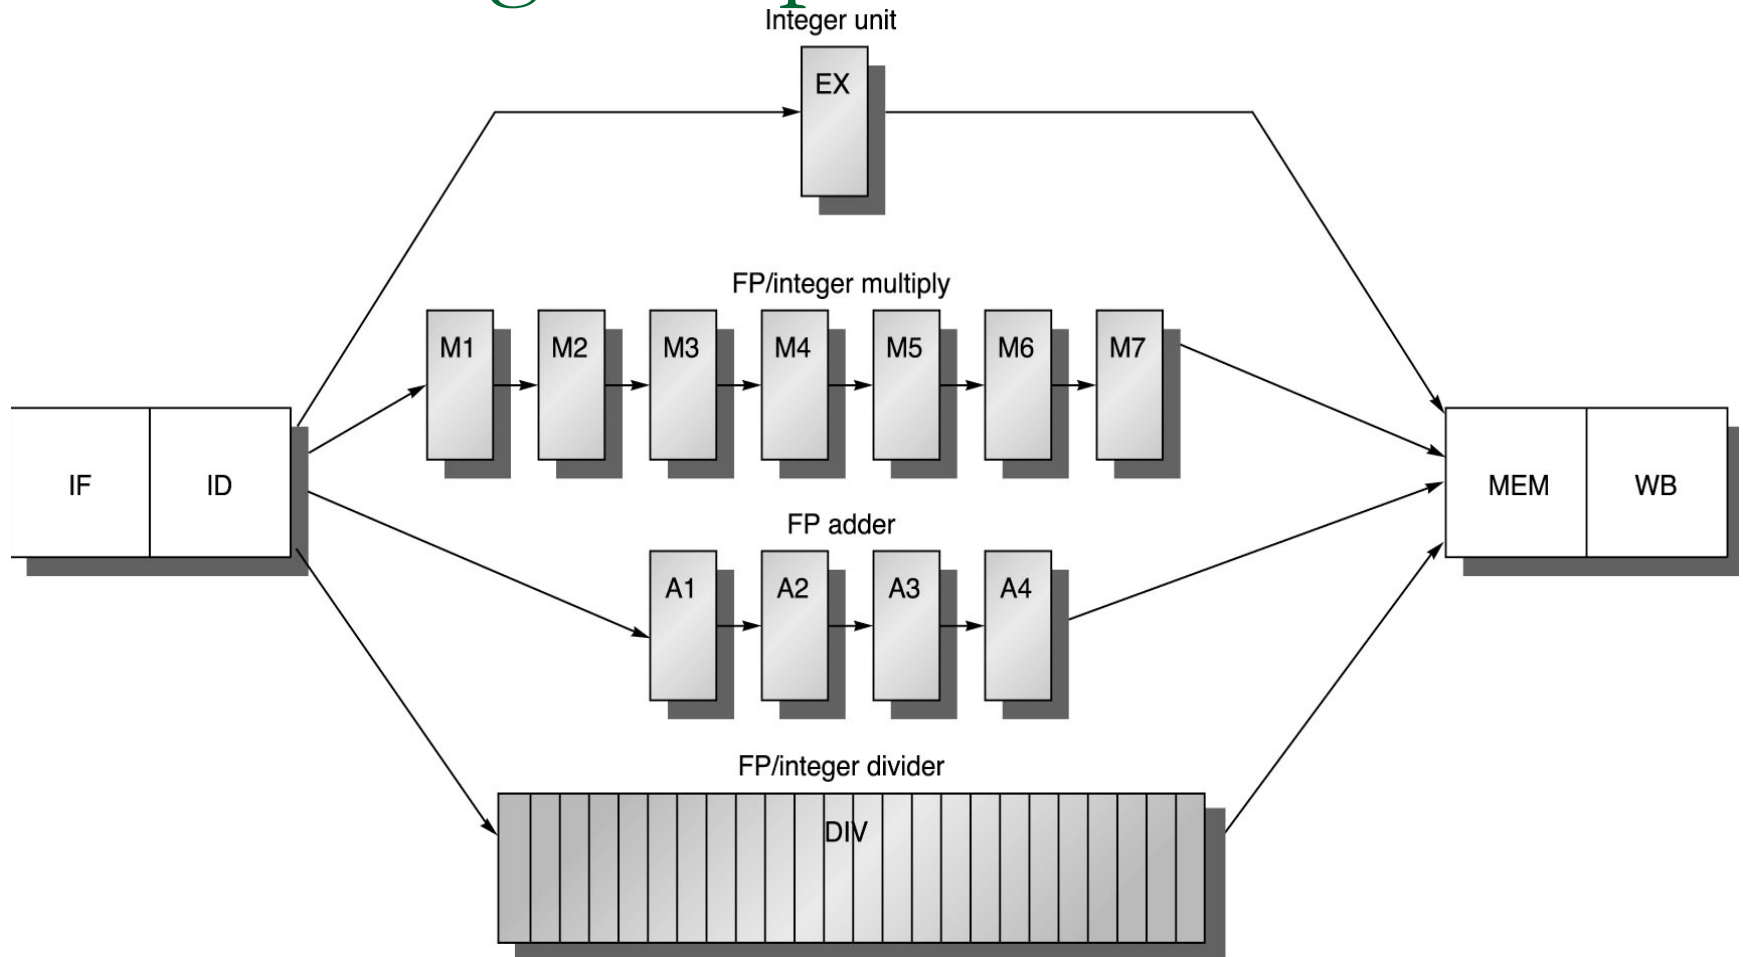 Integer unit
EX
FP/integer multiply
M1 M2 M3 M4 M5 M6 M7
IF ID
MEM WB
FP adder
A1 A2 A3 A4
FP/integer divider
DIV